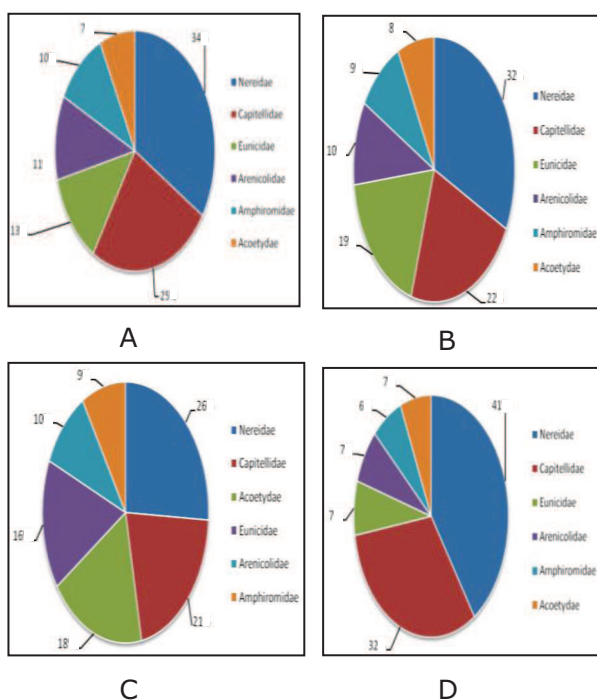 7
34
10
11
13
25
Nereidae
Capitellidae
Eunicidae
Arenicolidae
Amphiromidae
Acoetydae
A
8
32
9
10
19
22
Nereidae
Capitellidae
Eunicidae
Arenicolidae
Amphiromidae
Acoetydae
B
9
26
10
16
18
21
Nereidae
Capitellidae
Acoetydae
Eunicidae
Arenicolidae
Amphiromidae
C
7
41
6
7
7
32
Nereidae
Capitellidae
Eunicidae
Arenicolidae
Amphiromidae
Acoetydae
D